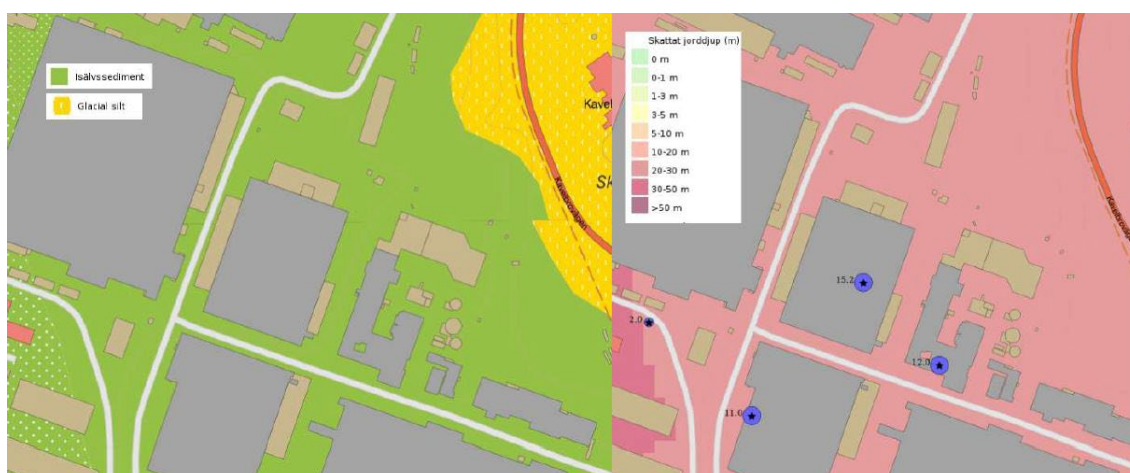 Isälvssediment
Glacial silt
Kavel
Sk
Kavelbrovägen
Skattat jorddjup (m)
0 m
0-1 m
1-3 m
3-5 m
5-10 m
10-20 m
20-30 m
30-50 m
>50 m
15.2
2.0
12.0
11.0